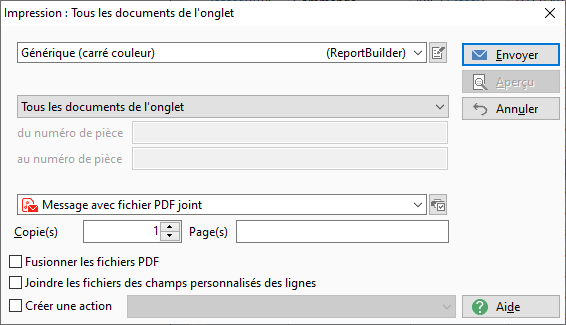 Impression : Tous les documents de l'onglet
Générique (carré couleur) (ReportBuilder)
Envoyer
Aperçu
Tous les documents de l'onglet
Annuler
du numéro de pièce
au numéro de pièce
Message avec fichier PDF joint
Copie(s) 1 Page(s)
Fusionner les fichiers PDF
Joindre les fichiers des champs personnalisés des lignes
Créer une action
Aide